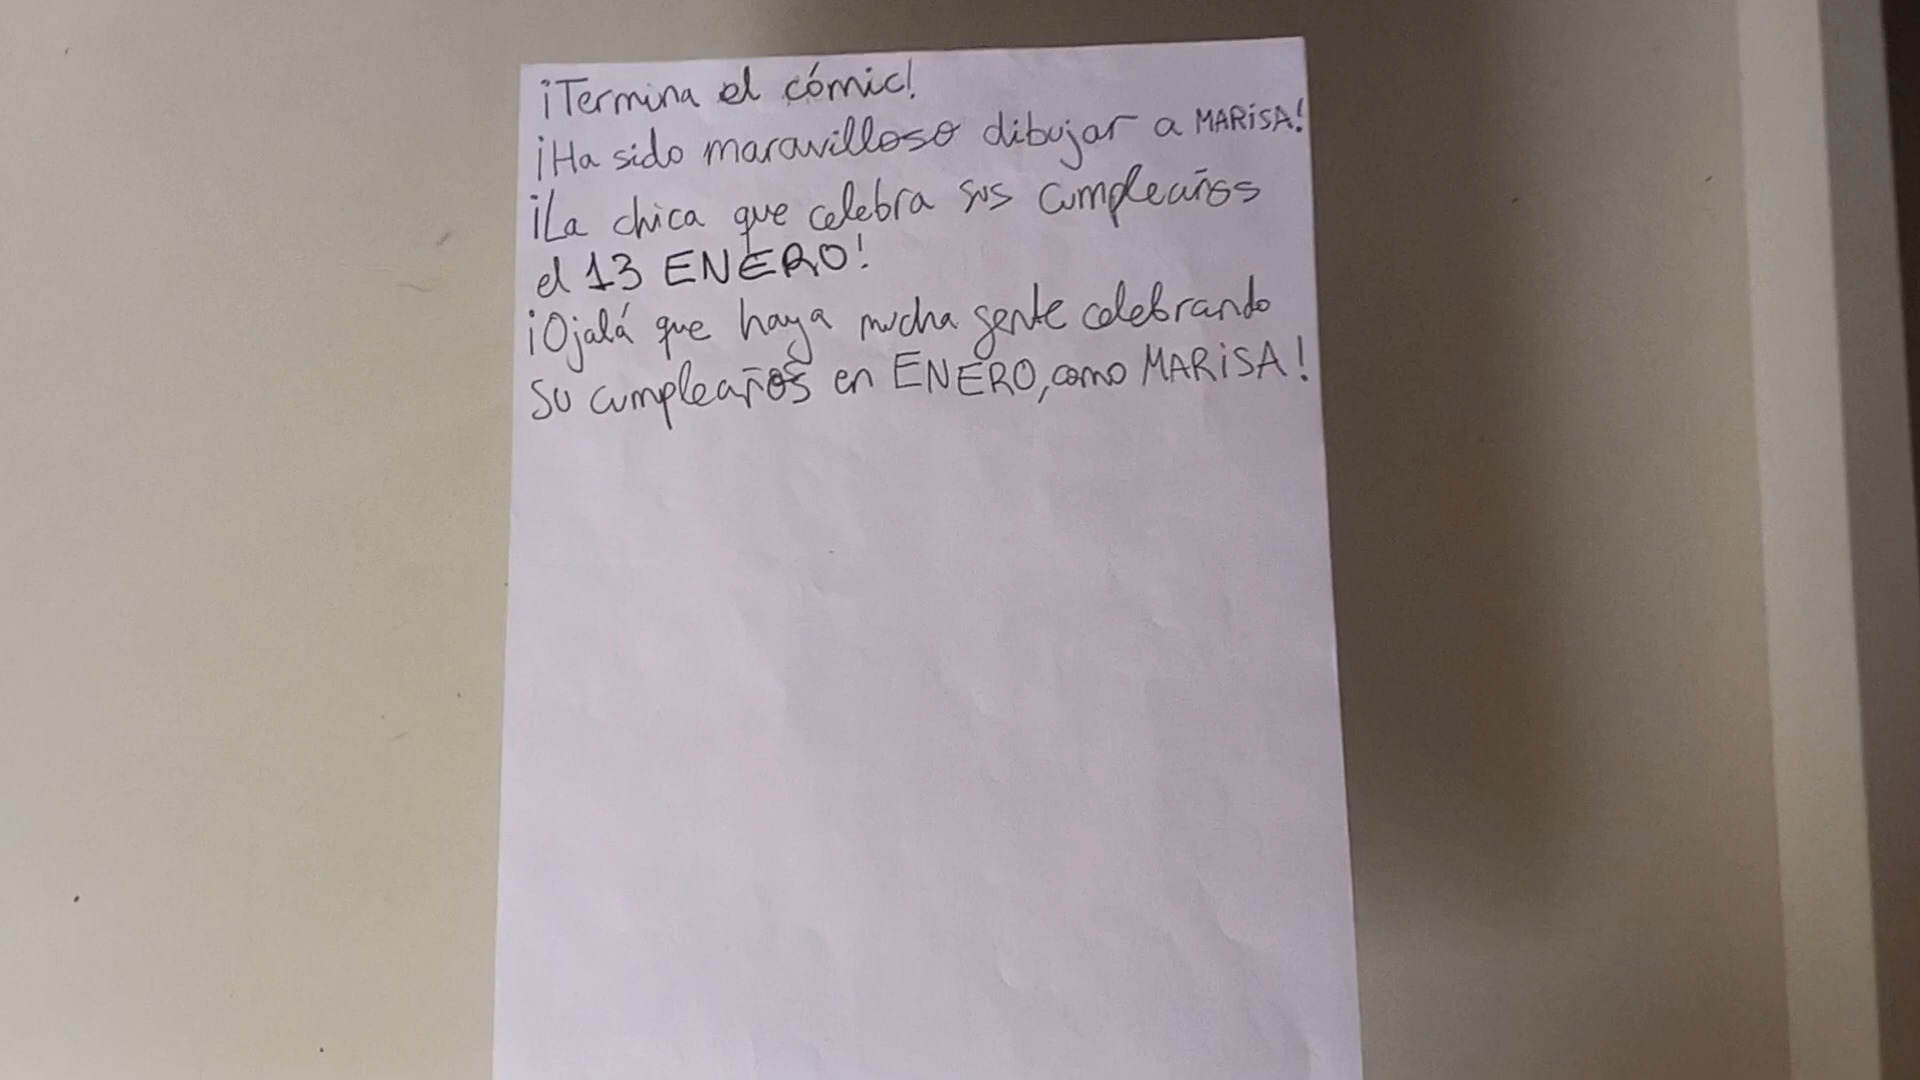 ¡Termina el cómic!
¡Ha sido maravilloso dibujar a MARiSA!
¡La chica que celebra sus cumpleaños
el 13 ENERO!
¡Ojalá que haya mucha gente celebrando
su cumpleaños en ENERO, como MARiSA!